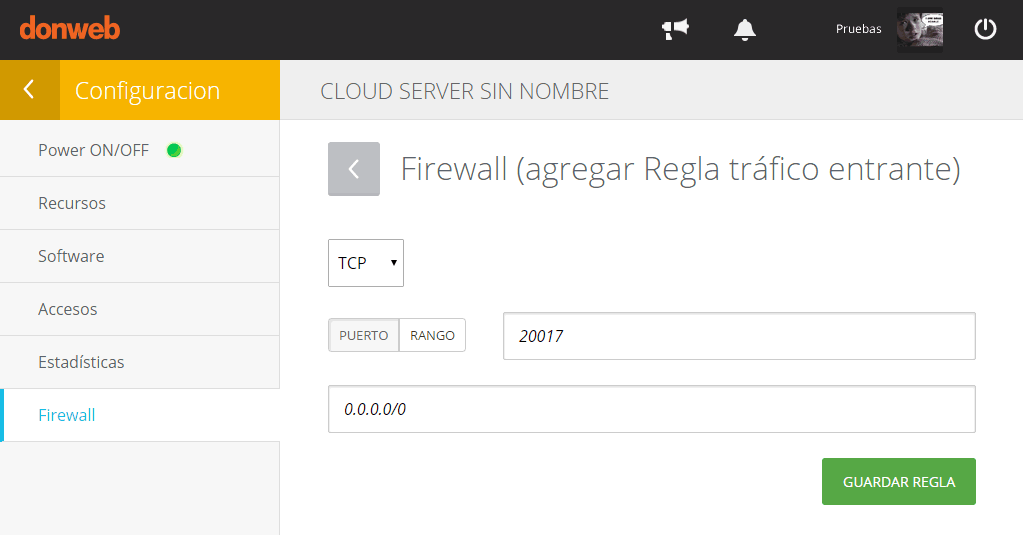 donweb
Pruebas
Configuracion
CLOUD SERVER SIN NOMBRE
Power ON/OFF
Recursos
Software
Accesos
Estadísticas
Firewall
Firewall (agregar Regla tráfico entrante)
TCP
PUERTO RANGO 20017
0.0.0.0/0
GUARDAR REGLA